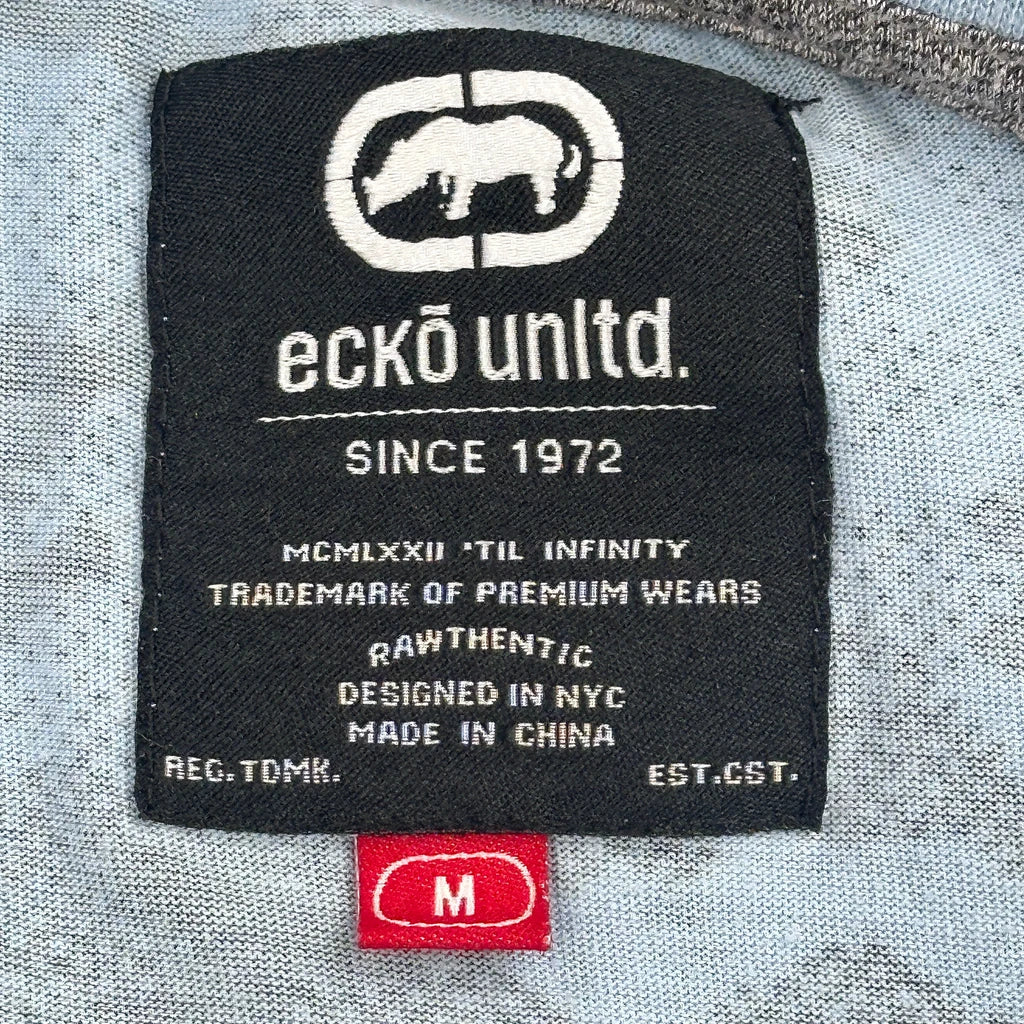 eckō unltd.
SINCE 1972
MCMLXXII 'TIL INFINITY
TRADEMARK OF PREMIUM WEARS
RAWTHENTIC
DESIGNED IN NYC
MADE IN CHINA
REG.TDMK.
EST.CST.
M